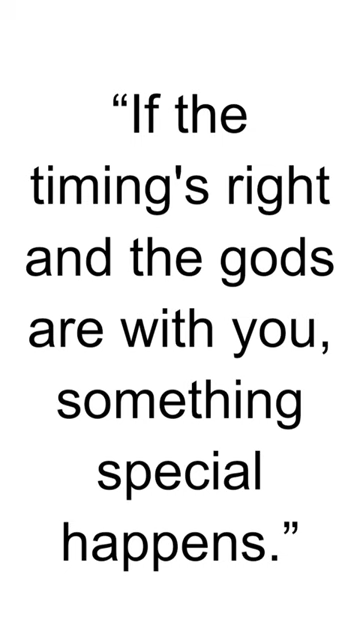 “If the
timing's right
and the gods
are with you,
something
special
happens.”